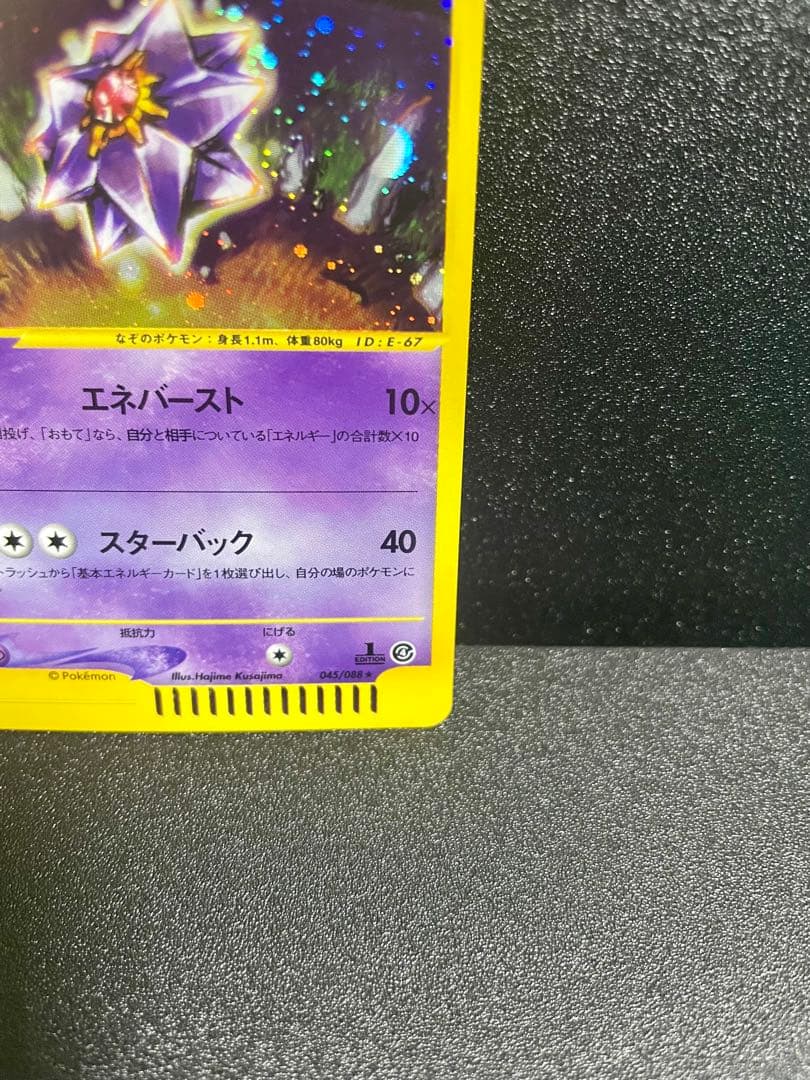 なぞのポケモン：身長1.1m、体重80kg ID:E-67
エネバースト 10×
投げ、「おもて」なら、自分と相手についている「エネルギー」の合計数×10
スターバック 40
ラッシュから「基本エネルギーカード」を1枚選び出し、自分の場のポケモンに
抵抗力 にげる
1 EDITION
© Pokémon Illus.Hajime Kusajima 045/088★